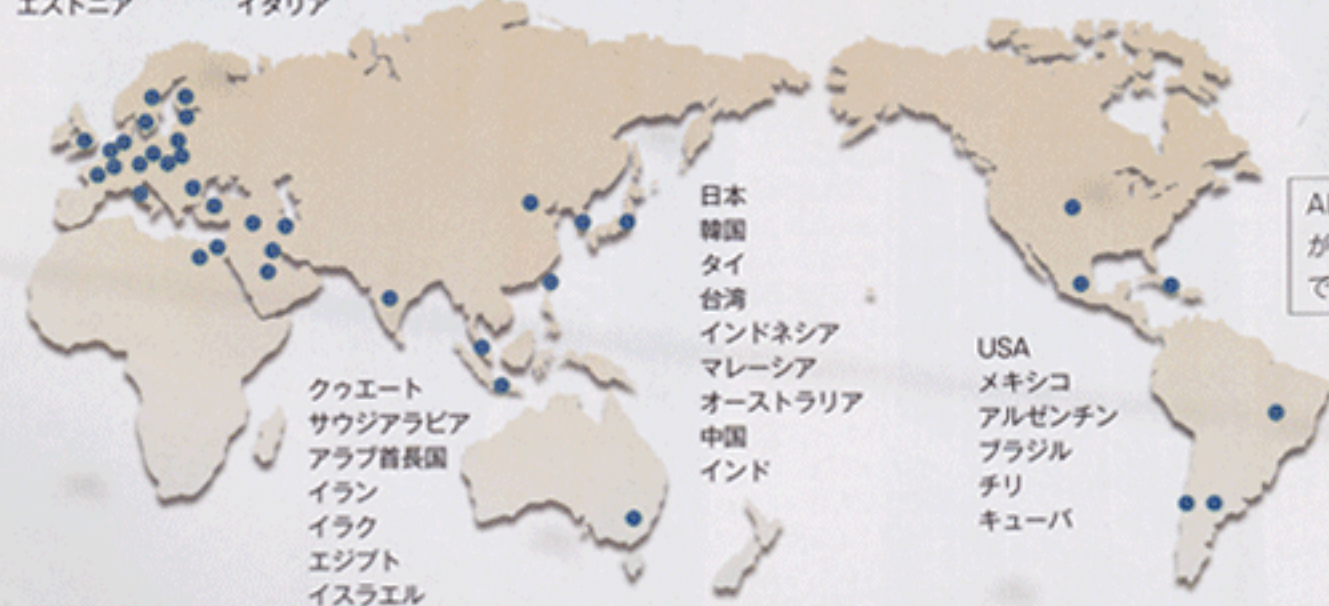 エストニア
イタリア
日本
韓国
タイ
台湾
インドネシア
マレーシア
オーストラリア
中国
インド
クゥエート
サウジアラビア
アラブ首長国
イラン
イラク
エジプト
イスラエル
USA
メキシコ
アルゼンチン
ブラジル
チリ
キューバ
が
で